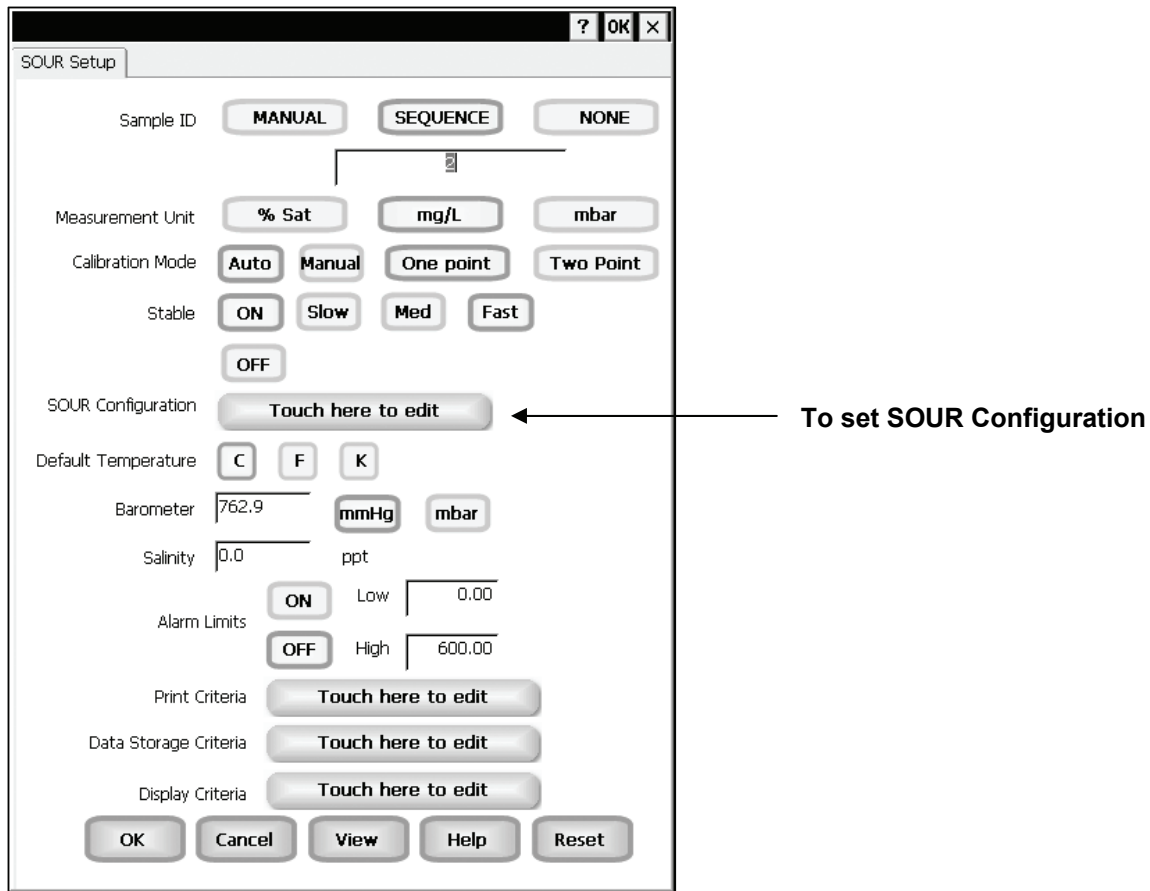 ? OK ×
SOUR Setup
Sample ID MANUAL SEQUENCE NONE
2
Measurement Unit % Sat mg/L mbar
Calibration Mode Auto Manual One point Two Point
Stable ON Slow Med Fast
OFF
SOUR Configuration Touch here to edit To set SOUR Configuration
Default Temperature C F K
Barometer 762.9 mmHg mbar
Salinity 0.0 ppt
Alarm Limits ON Low 0.00
OFF High 600.00
Print Criteria Touch here to edit
Data Storage Criteria Touch here to edit
Display Criteria Touch here to edit
OK Cancel View Help Reset